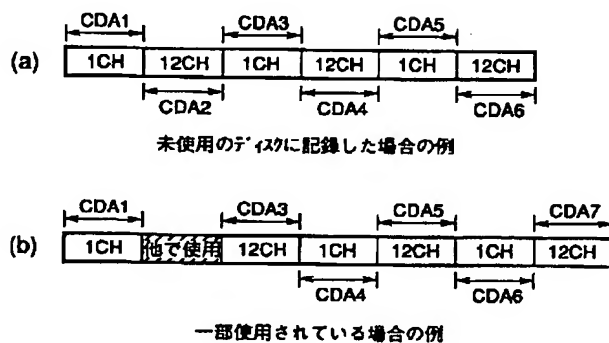 CDA1 CDA3 CDA5
(a) 1CH 12CH 1CH 12CH 1CH 12CH
CDA2 CDA4 CDA6
未使用のディスクに記録した場合の例
CDA1 CDA3 CDA5 CDA7
(b) 1CH 他で使用 12CH 1CH 12CH 1CH 12CH
CDA4 CDA6
一部使用されている場合の例